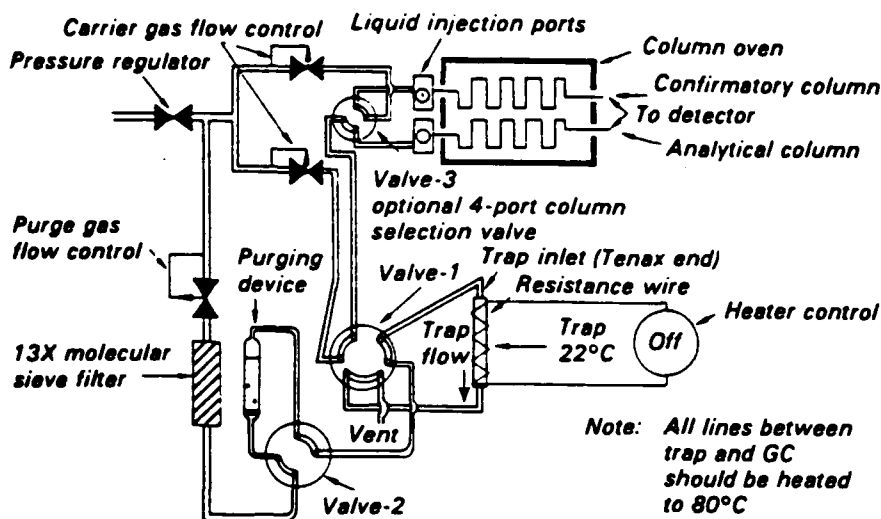 Carrier gas flow control
Pressure regulator
Liquid injection ports
Column oven
Confirmatory column
To detector
Analytical column
Valve-3
optional 4-port column
selection valve
Purge gas
flow control
Purging
device
Valve-1
Trap inlet (Tenax end)
Resistance wire
Heater control
Trap
flow
Trap
22°C
Off
13X molecular
sieve filter
Vent
Valve-2
Note: All lines between
trap and GC
should be heated
to 80°C